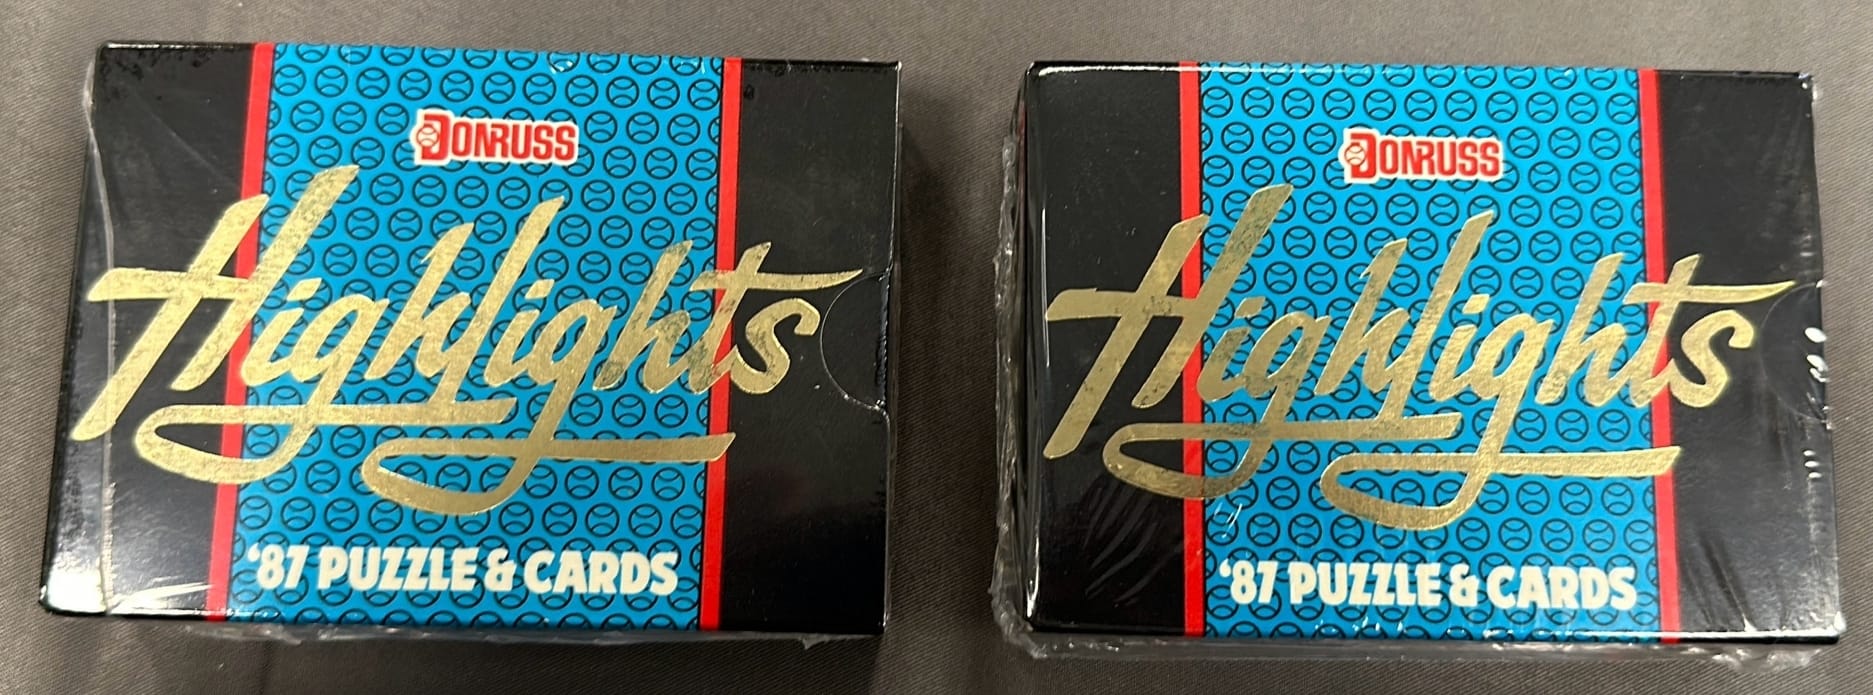 DONRUSS
Highlights
'87 PUZZLE & CARDS
DONRUSS
Highlights
'87 PUZZLE & CARDS